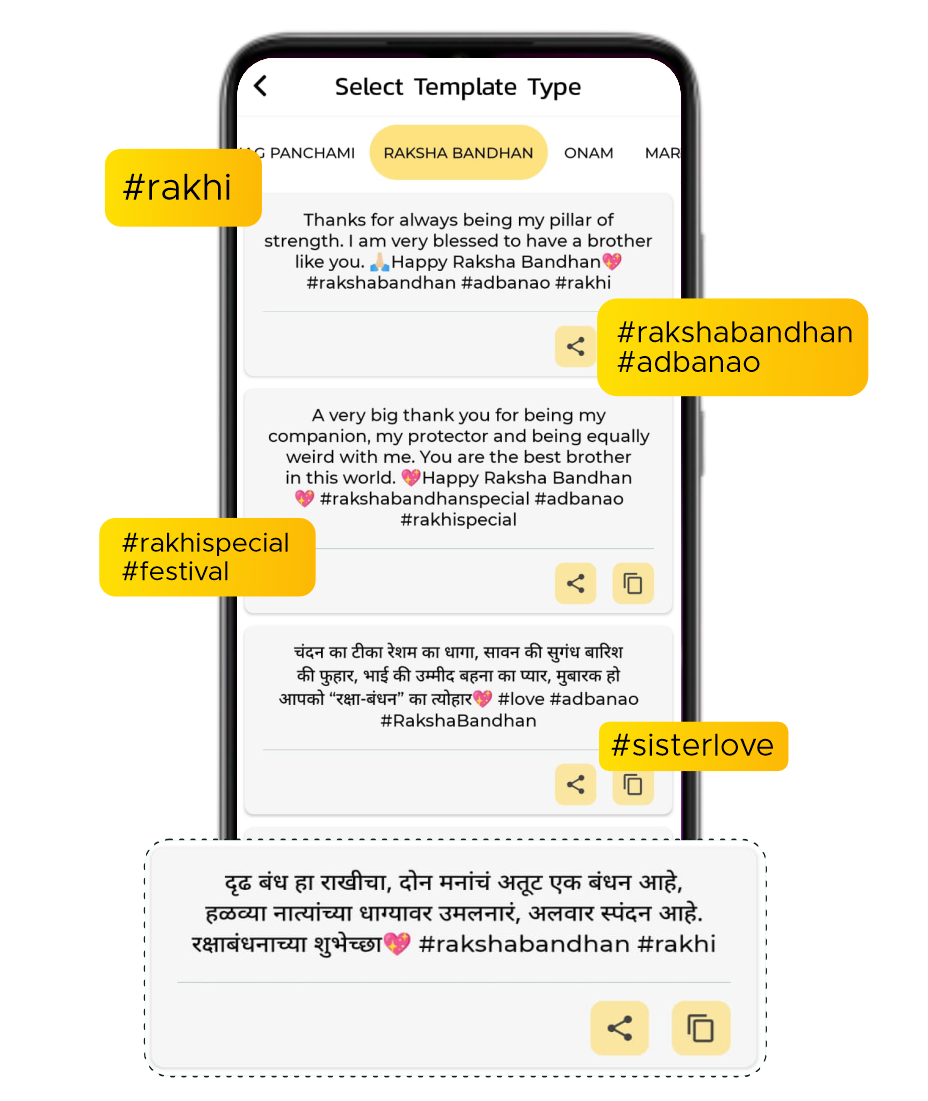 Select Template Type
PANCHAMI RAKSHA BANDHAN ONAM
#rakhi
Thanks for always being my pillar of
strength. I am very blessed to have a brother
like you. 🙏🏻Happy Raksha Bandhan💖
#rakshabandhan #adbanao #rakhi
#rakshabandhan
#adbanao
A very big thank you for being my
companion, my protector and being equally
weird with me. You are the best brother
in this world. 💖Happy Raksha Bandhan
💖 #rakshabandhanspecial #adbanao
#rakhispecial
#rakhispecial
#festival
चंदन का टीका रेशम का धागा, सावन की सुगंध बारिश
की फुहार, भाई की उम्मीद बहना का प्यार, मुबारक हो
आपको “रक्षा-बंधन” का त्योहार💖 #love #adbanao
#RakshaBandhan
#sisterlove
दृढ बंध हा राखीचा, दोन मनांचं अतूट एक बंधन आहे,
हळव्या नात्यांच्या धाग्यावर उमलनारं, अलवार स्पंदन आहे.
रक्षाबंधनाच्या शुभेच्छा💖 #rakshabandhan #rakhi